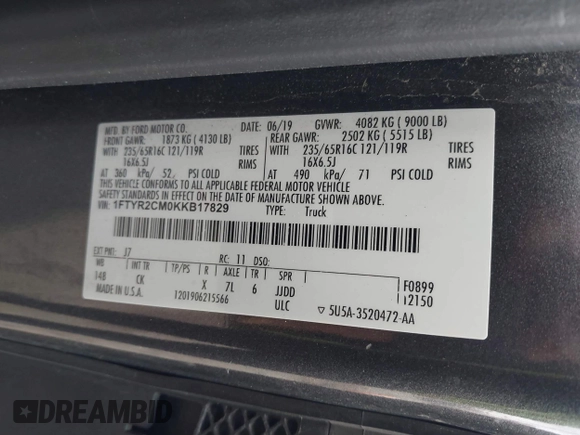 MFD. BY FORD MOTOR CO.
DATE: 06/19 GVWR: 4082 KG ( 9000 LB)
FRONT GAWR: 1873 KG ( 4130 LB)
REAR GAWR: 2502 KG ( 5515 LB)
WITH 235/65R16C 121/119R TIRES
WITH 235/65R16C 121/119R TIRES
16X6.5J RIMS
16X6.5J RIMS
AT 360 kPa/ 52 PSI COLD
AT 490 kPa/ 71 PSI COLD
THIS VEHICLE CONFORMS TO ALL APPLICABLE FEDERAL MOTOR VEHICLE
SAFETY STANDARDS IN EFFECT ON THE DATE OF MANUFACTURE SHOWN ABOVE.
VIN: 1FTYR2CM0KKB17829 TYPE: Truck
EXT PNT: J7 RC: 11 DSO:
WB INT TR TP/PS R AXLE TR SPR
148 CK X 7L 6 JJDD
F0899
12150
MADE IN U.S.A. 1201906215566 ULC
▽ 5U5A-3520472-AA
DREAMBID